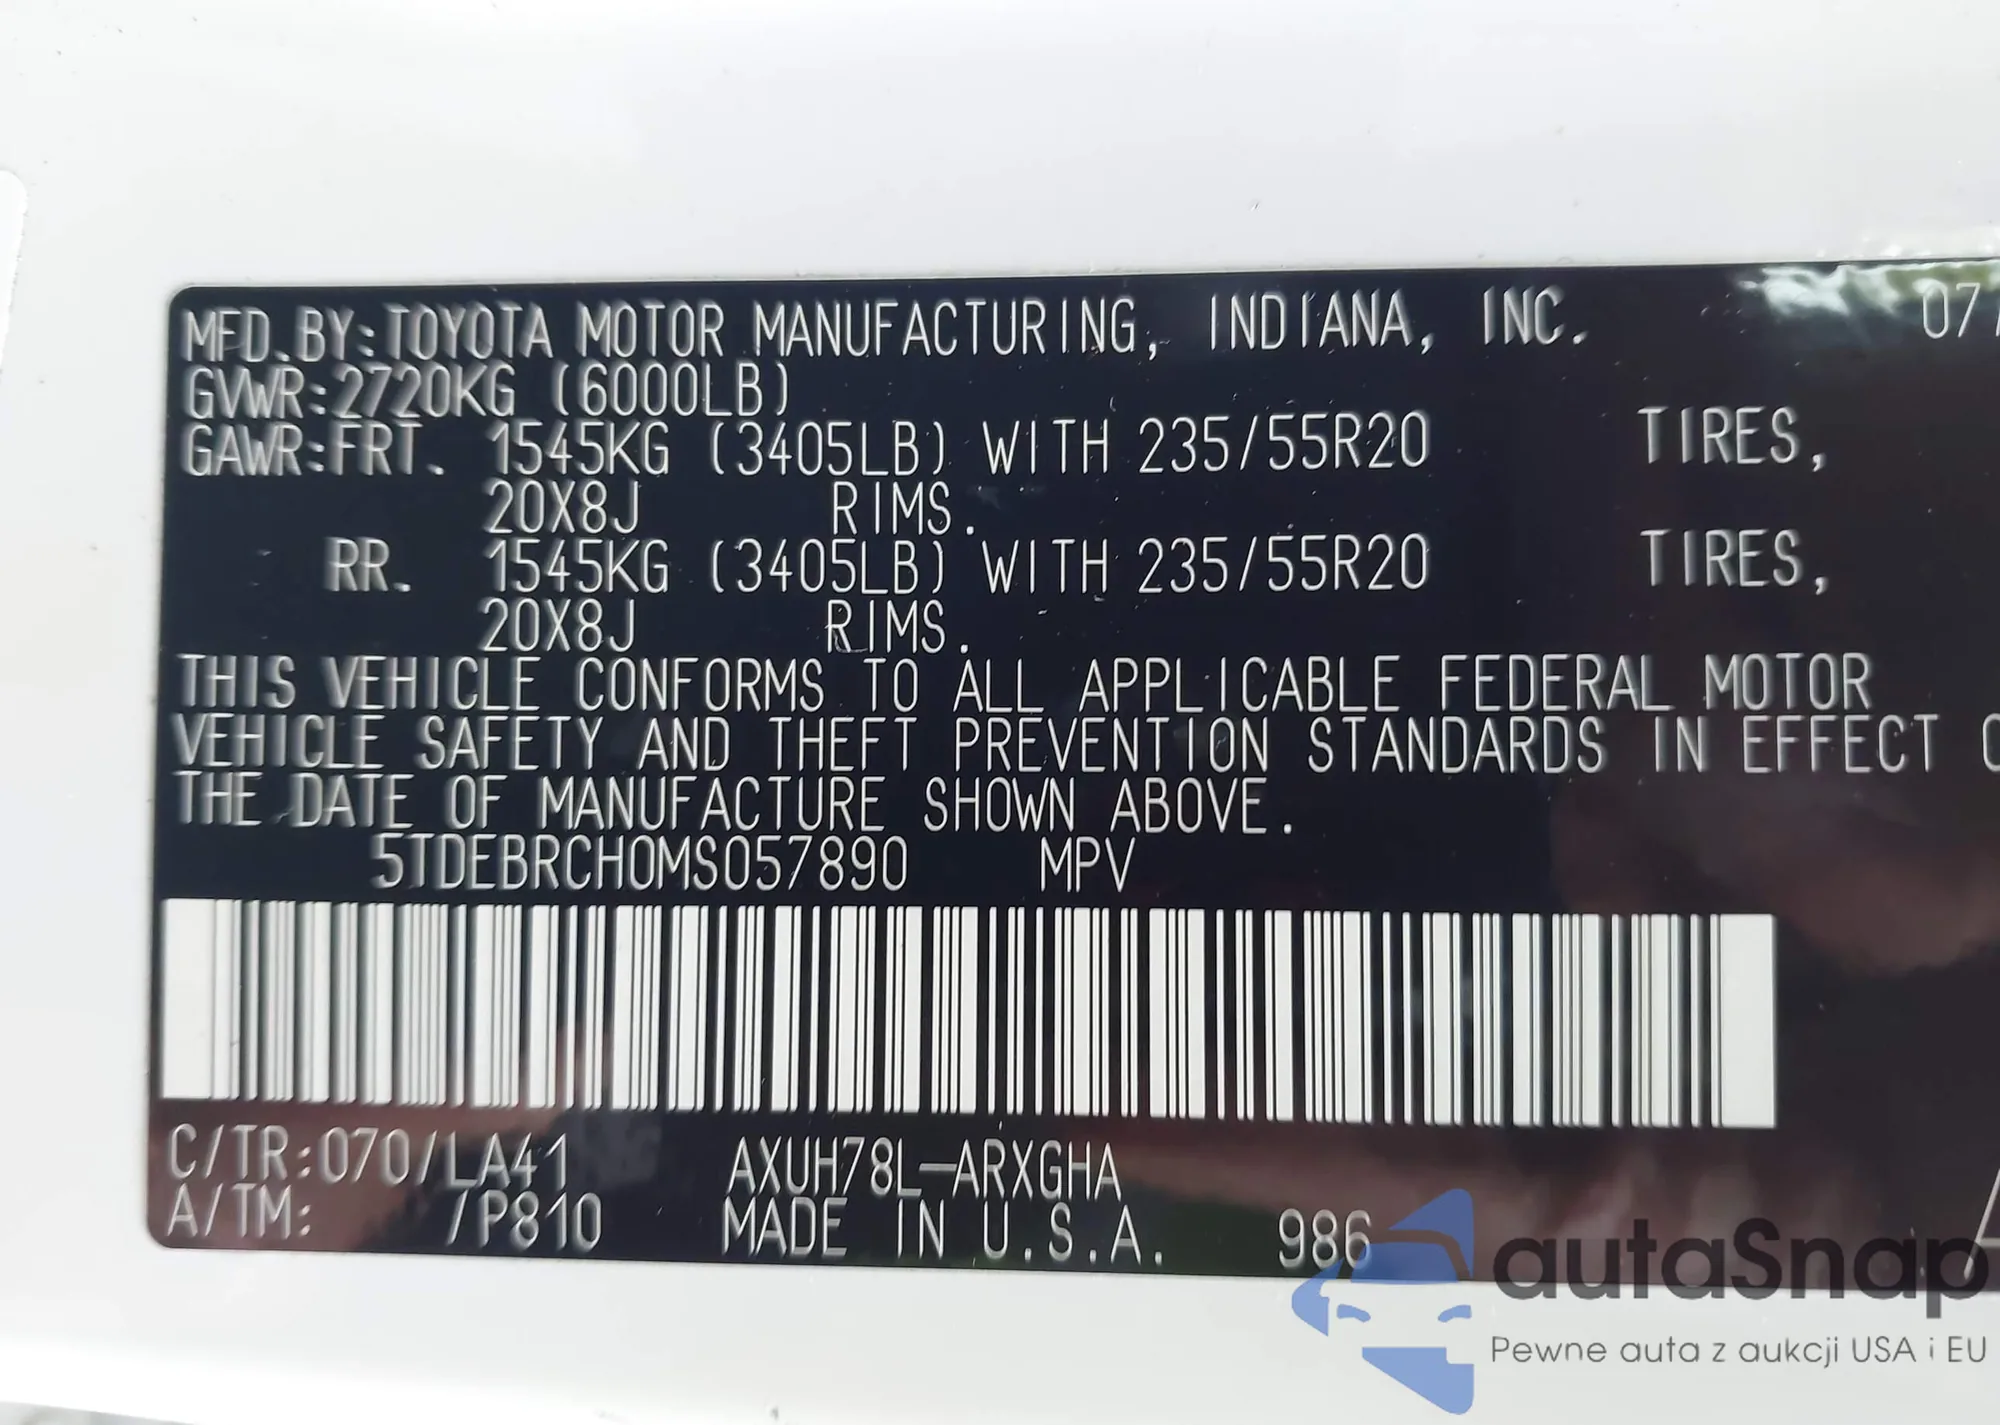 MFD.BY:TOYOTA MOTOR MANUFACTURING, INDIANA, INC. 07
GVWR:2720KG (6000LB)
GAWR:FRT. 1545KG (3405LB) WITH 235/55R20 TIRES,
20X8J RIMS.
RR. 1545KG (3405LB) WITH 235/55R20 TIRES,
20X8J RIMS.
THIS VEHICLE CONFORMS TO ALL APPLICABLE FEDERAL MOTOR
VEHICLE SAFETY AND THEFT PREVENTION STANDARDS IN EFFECT
THE DATE OF MANUFACTURE SHOWN ABOVE.
5TDEBRCH0MS057890 MPV
C/TR:070/LA41 AXUH78L-ARXGHA
A/TM: /P810 MADE IN U.S.A. 986
autaSnap
Pewne auta z aukcji USA i EU